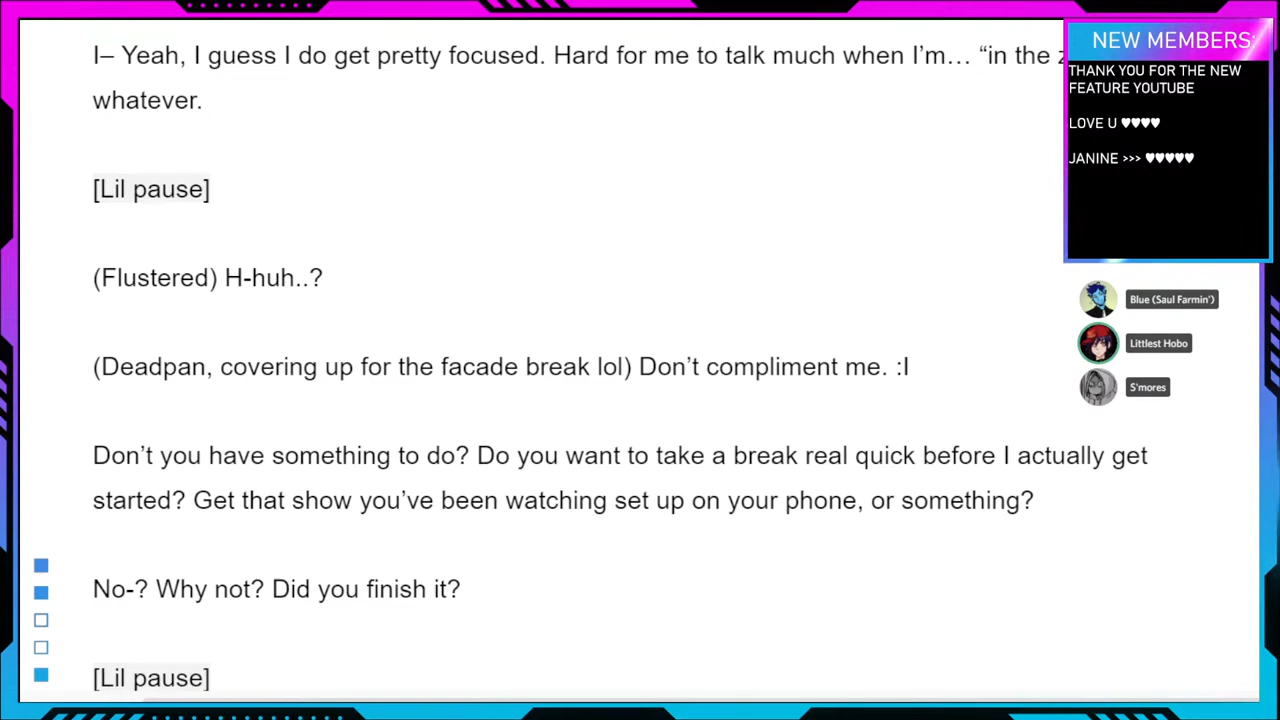 I– Yeah, I guess I do get pretty focused. Hard for me to talk much when I’m… “in the
whatever.
[Lil pause]
(Flustered) H-huh..?
(Deadpan, covering up for the facade break lol) Don’t compliment me. :I
Don’t you have something to do? Do you want to take a break real quick before I actually get
started? Get that show you’ve been watching set up on your phone, or something?
No-? Why not? Did you finish it?
[Lil pause]
NEW MEMBERS:
THANK YOU FOR THE NEW
FEATURE YOUTUBE
LOVE U ♥♥♥♥
JANINE >>> ♥♥♥♥♥
Blue (Saul Farmin')
Littlest Hobo
S'mores